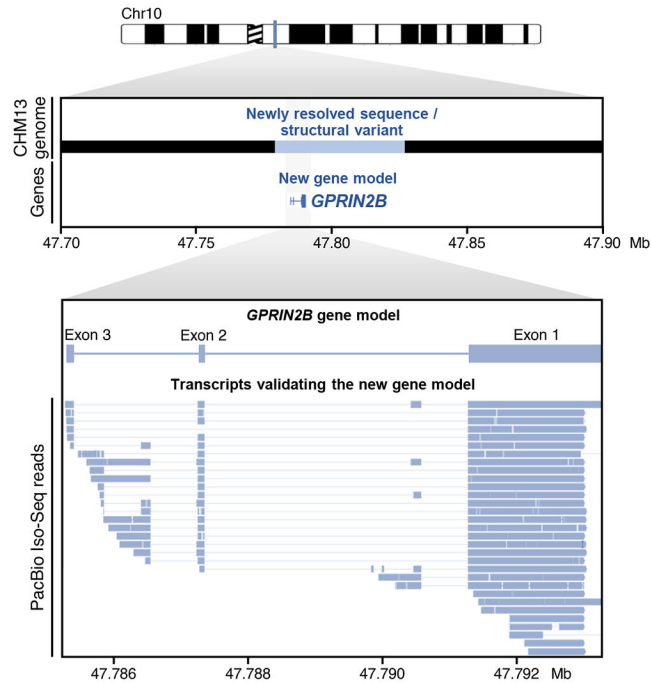 Chr10
CHM13 genome
Newly resolved sequence /
structural variant
Genes
New gene model
GPRIN2B
47.70 47.75 47.80 47.85 47.90 Mb
GPRIN2B gene model
Exon 3 Exon 2 Exon 1
Transcripts validating the new gene model
PacBio Iso-Seq reads
47.786 47.788 47.790 47.792 Mb